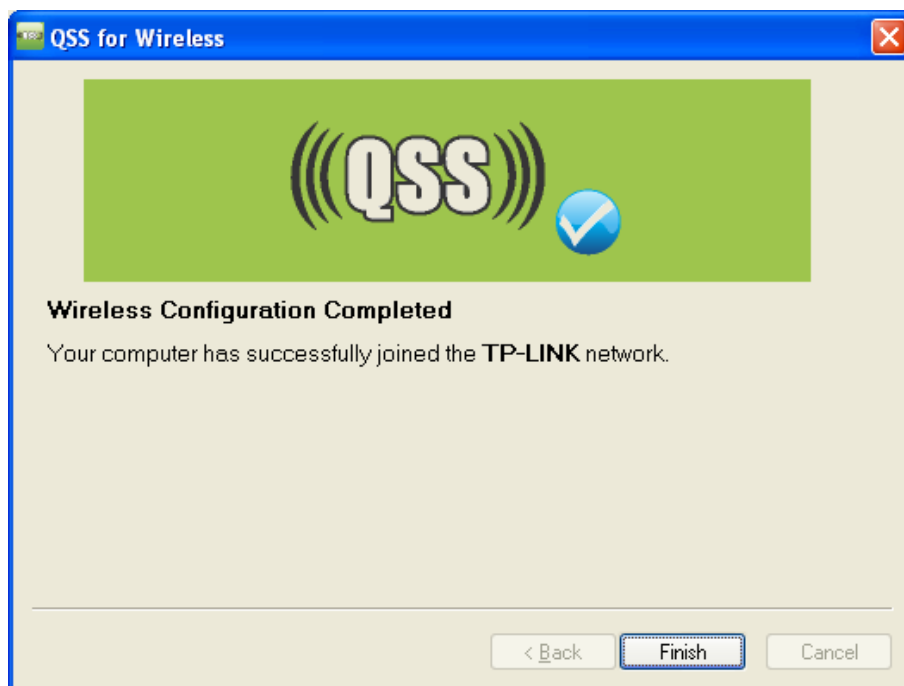 QSS for Wireless
(((QSS)))
Wireless Configuration Completed
Your computer has successfully joined the TP-LINK network.
< Back Finish Cancel